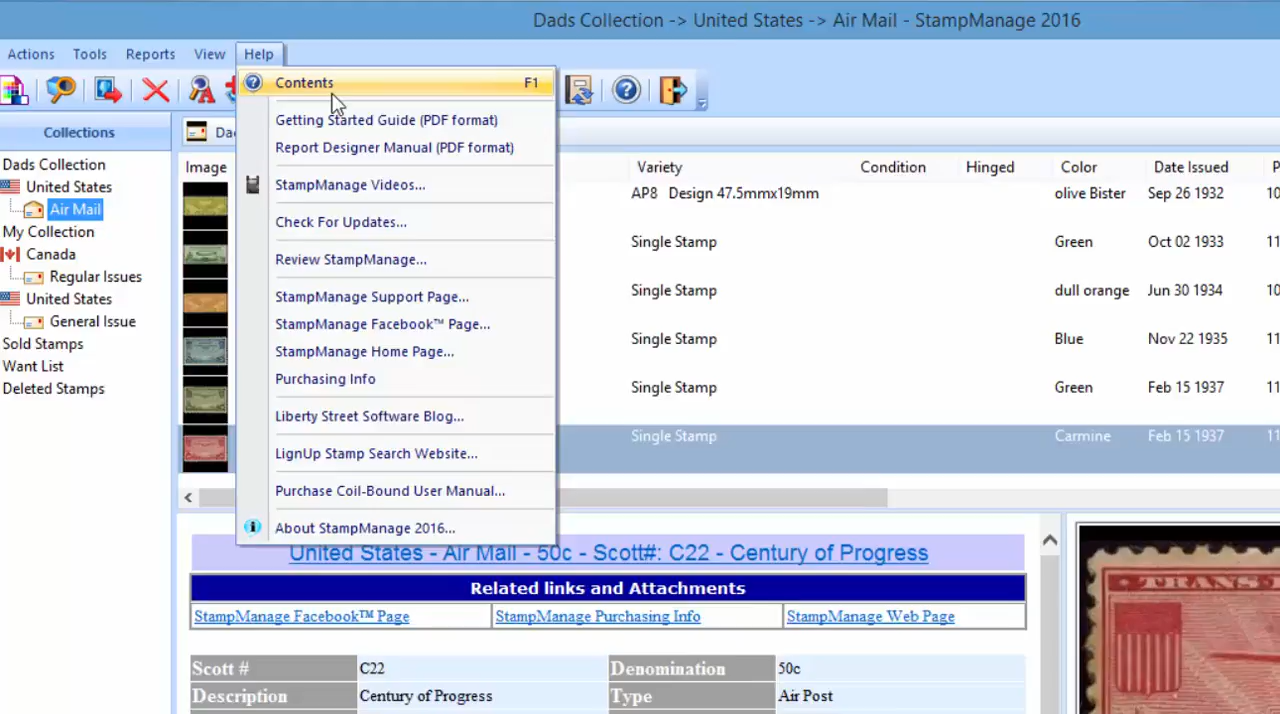 Dads Collection -> United States -> Air Mail - StampManage 2016
Actions Tools Reports View Help
Contents F1
Getting Started Guide (PDF format)
Report Designer Manual (PDF format)
StampManage Videos...
Check For Updates...
Review StampManage...
StampManage Support Page...
StampManage Facebook™ Page...
StampManage Home Page...
Purchasing Info
Liberty Street Software Blog...
LignUp Stamp Search Website...
Purchase Coil-Bound User Manual...
About StampManage 2016...
Collections
Dads Collection
United States
Air Mail
My Collection
Canada
Regular Issues
United States
General Issue
Sold Stamps
Want List
Deleted Stamps
Image Variety Condition Hinged Color Date Issued
AP8 Design 47.5mmx19mm olive Bister Sep 26 1932 10
Single Stamp Green Oct 02 1933 11
Single Stamp dull orange Jun 30 1934 10
Single Stamp Blue Nov 22 1935 11
Single Stamp Green Feb 15 1937 11
Single Stamp Carmine Feb 15 1937 11
United States - Air Mail - 50c - Scott#: C22 - Century of Progress
Related links and Attachments
StampManage Facebook™ Page StampManage Purchasing Info StampManage Web Page
Scott # C22 Denomination 50c
Description Century of Progress Type Air Post
TRANS